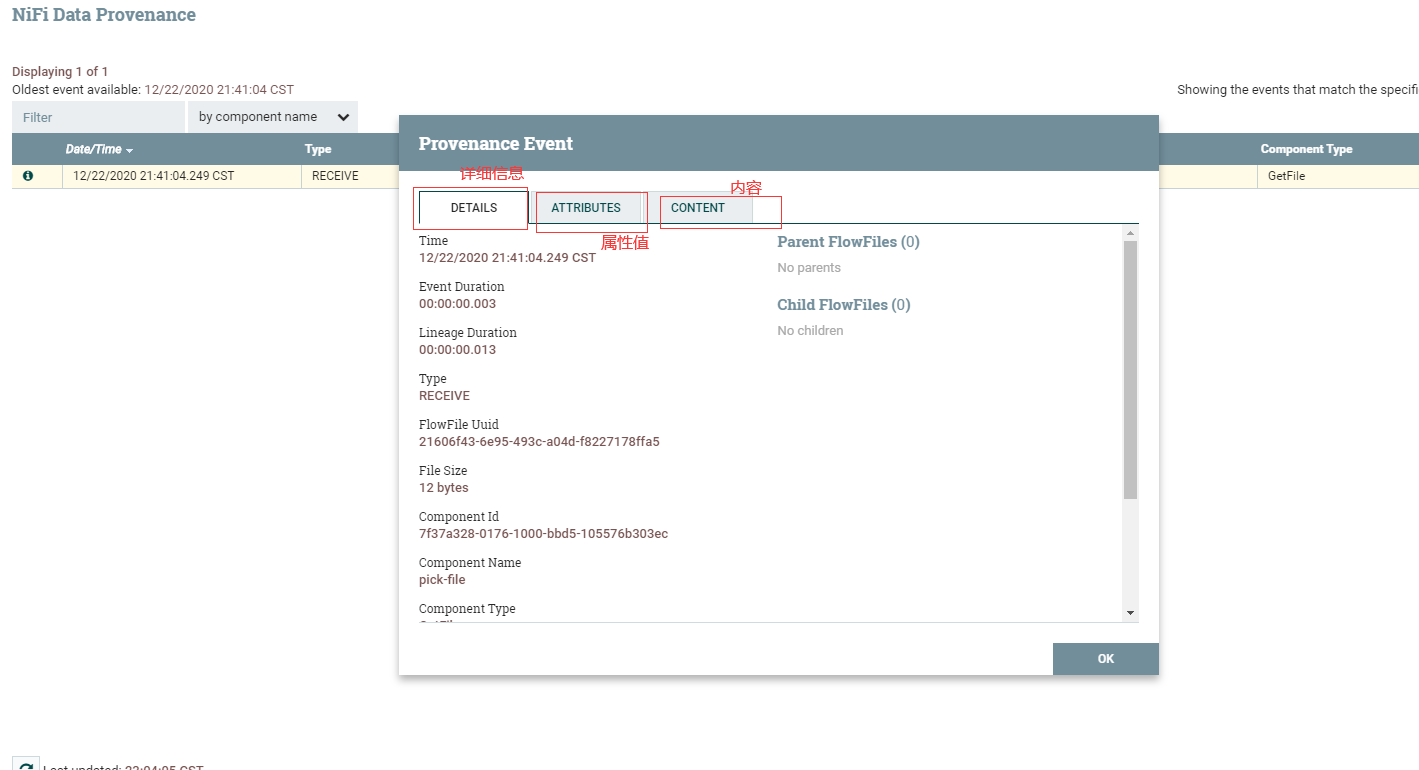 NiFi Data Provenance
Displaying 1 of 1
Oldest event available: 12/22/2020 21:41:04 CST
Showing the events that match the specifi
Filter
by component name
Date/Time
Type
Component Type
12/22/2020 21:41:04.249 CST
RECEIVE
GetFile
Provenance Event
详细信息
内容
DETAILS
ATTRIBUTES
CONTENT
属性值
Time
12/22/2020 21:41:04.249 CST
Event Duration
00:00:00.003
Lineage Duration
00:00:00.013
Type
RECEIVE
FlowFile Uuid
21606f43-6e95-493c-a04d-f8227178ffa5
File Size
12 bytes
Component Id
7f37a328-0176-1000-bbd5-105576b303ec
Component Name
pick-file
Component Type
Parent FlowFiles (0)
No parents
Child FlowFiles (0)
No children
OK
Last updated: 22:04:05 CST